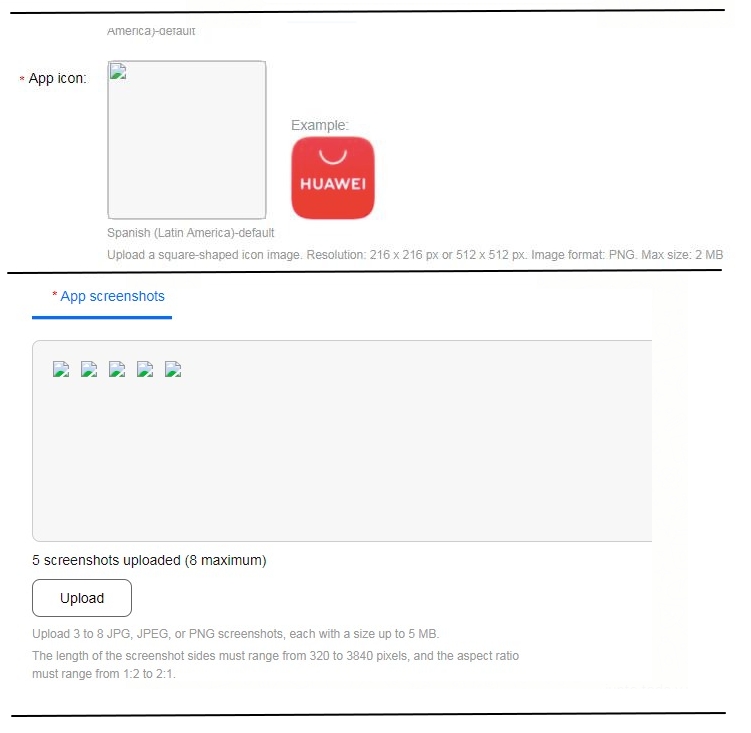 America)-default
* App icon:
Example:
HUAWEI
Spanish (Latin America)-default
Upload a square-shaped icon image. Resolution: 216 x 216 px or 512 x 512 px. Image format: PNG. Max size: 2 MB
* App screenshots
5 screenshots uploaded (8 maximum)
Upload
Upload 3 to 8 JPG, JPEG, or PNG screenshots, each with a size up to 5 MB.
The length of the screenshot sides must range from 320 to 3840 pixels, and the aspect ratio
must range from 1:2 to 2:1.